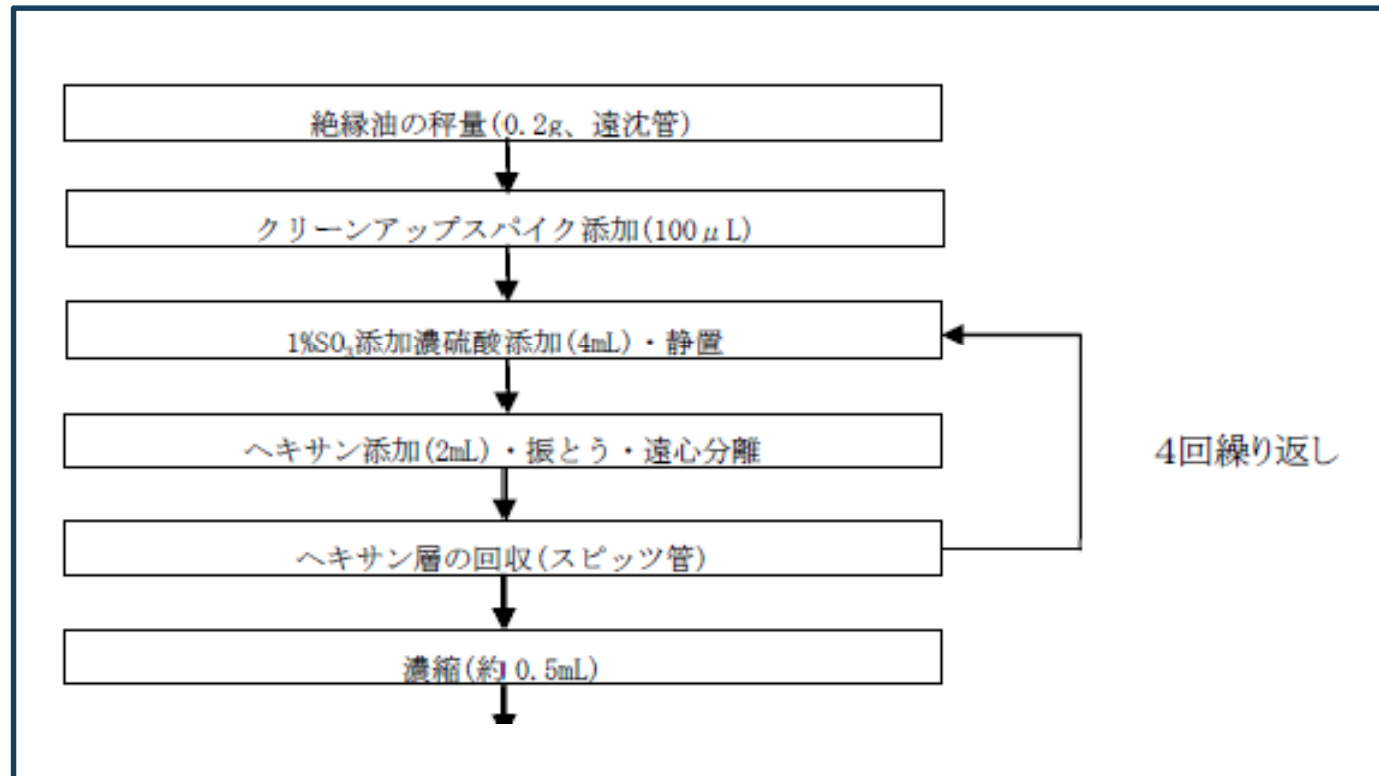 絶縁油の秤量(0.2g、遠沈管)
クリーンアップスパイク添加(100μL)
1%SO₃添加濃硫酸添加(4mL)・静置
ヘキサン添加(2mL)・振とう・遠心分離
4回繰り返し
ヘキサン層の回収(スピッツ管)
濃縮(約 0.5mL)